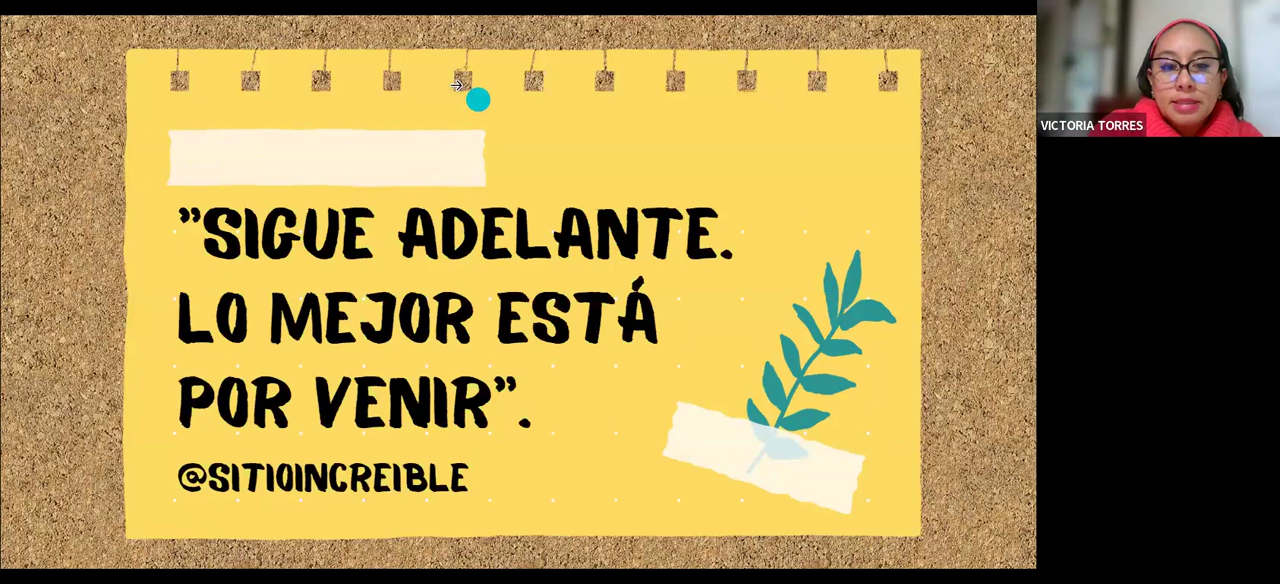 ”SIGUE ADELANTE.
LO MEJOR ESTÁ
POR VENIR”.
@SITIOINCREIBLE
VICTORIA TORRES